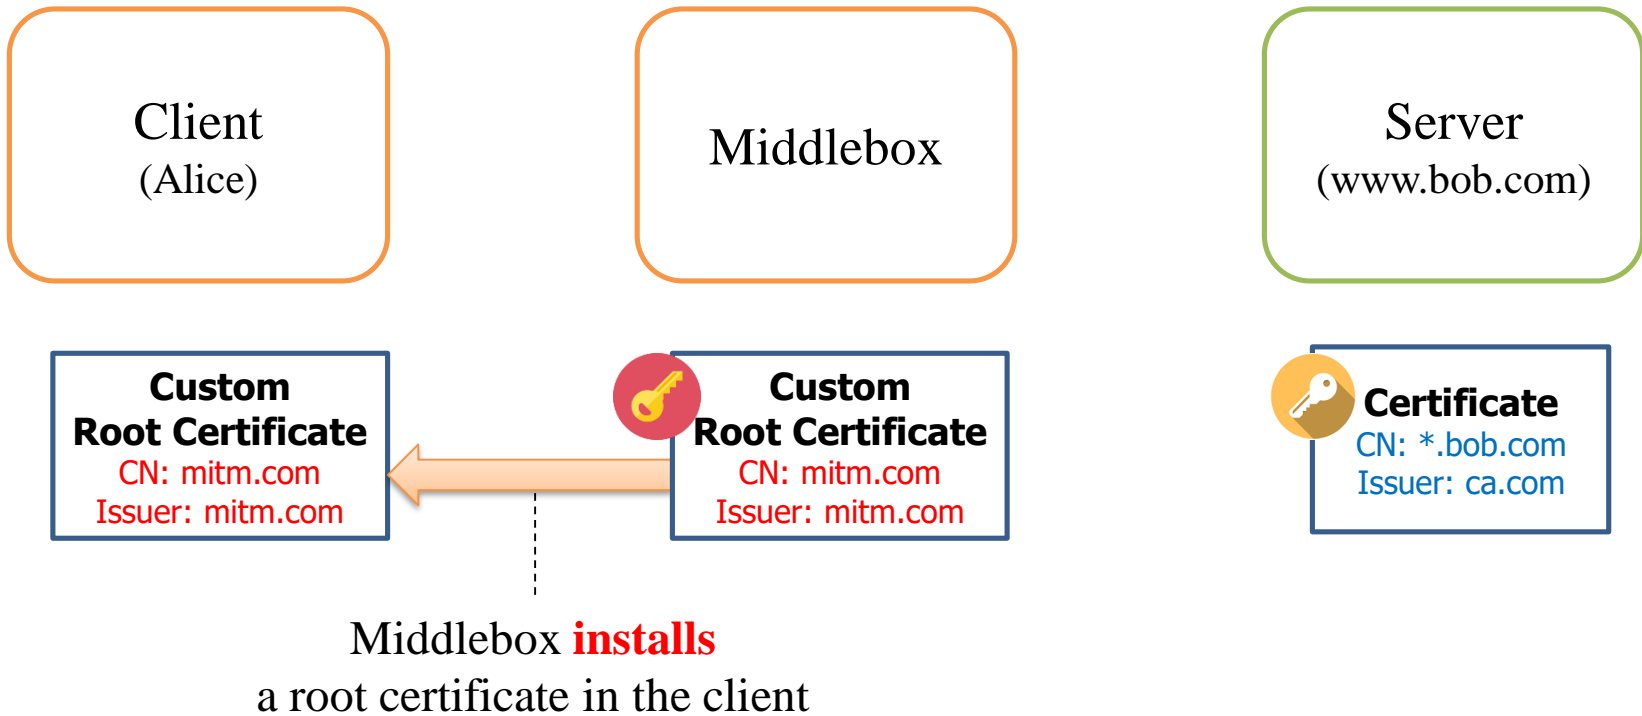 Client
(Alice)
Middlebox
Server
(www.bob.com)
Custom
Root Certificate
CN: mitm.com
Issuer: mitm.com
Custom
Root Certificate
CN: mitm.com
Issuer: mitm.com
Certificate
CN: *.bob.com
Issuer: ca.com
Middlebox installs
a root certificate in the client